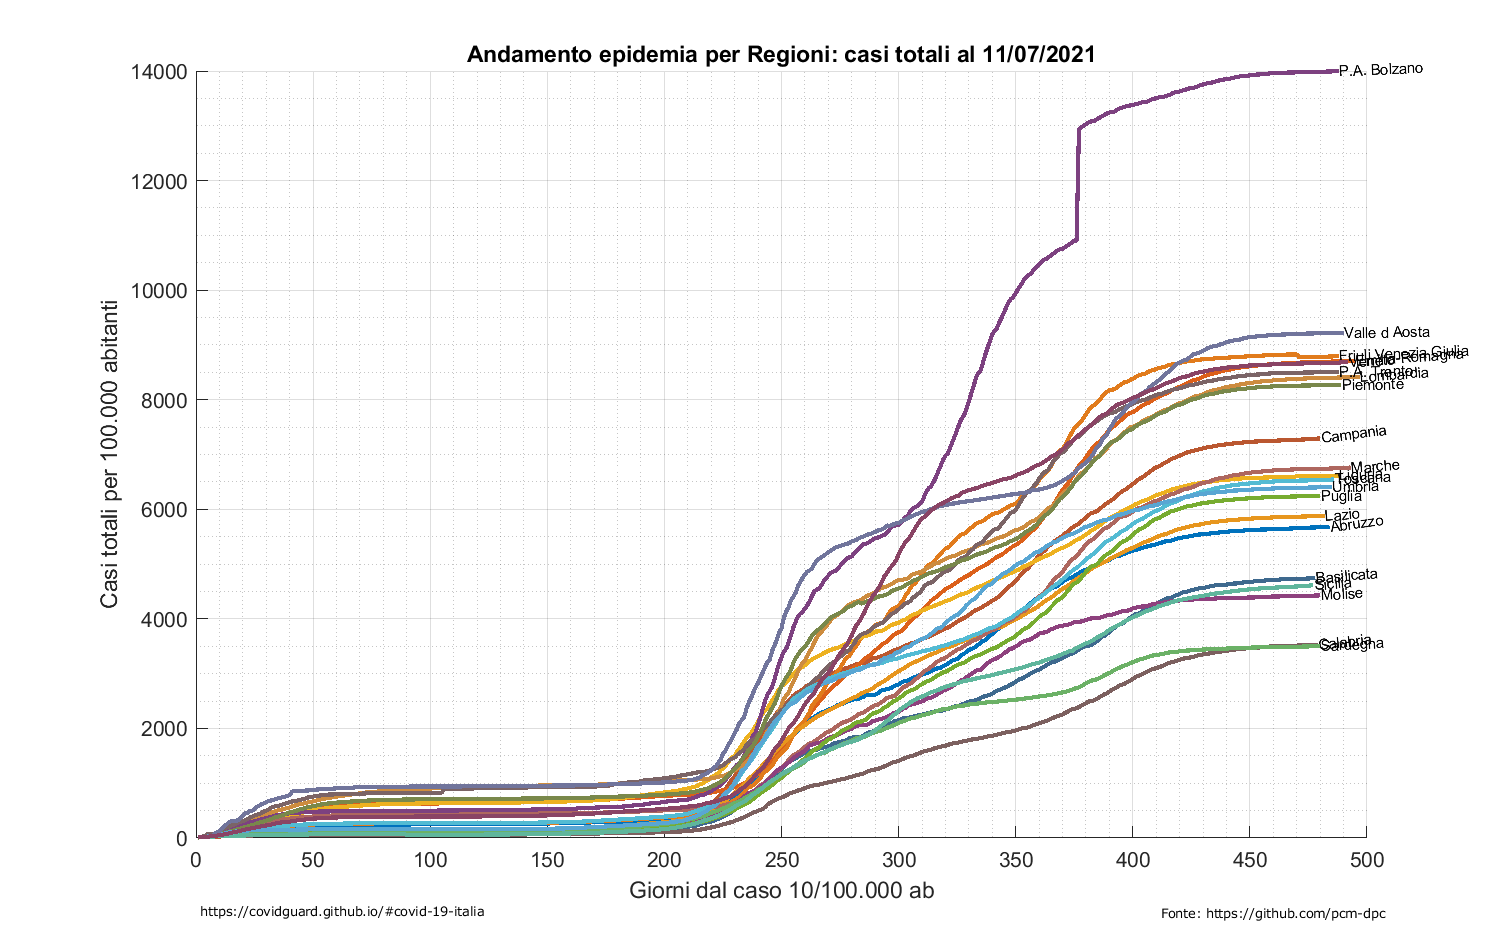 Andamento epidemia per Regioni: casi totali al 11/07/2021
14000
12000
10000
8000
6000
4000
2000
0
Casi totali per 100.000 abitanti
P.A. Bolzano
Valle d Aosta
Friuli Venezia Giulia
Emilia-Romagna
Veneto
P.A. Trento
Lombardia
Piemonte
Campania
Marche
Liguria
Toscana
Umbria
Puglia
Lazio
Abruzzo
Basilicata
Sicilia
Molise
Calabria
Sardegna
0 50 100 150 200 250 300 350 400 450 500
Giorni dal caso 10/100.000 ab
https://covidguard.github.io/#covid-19-italia
Fonte: https://github.com/pcm-dpc